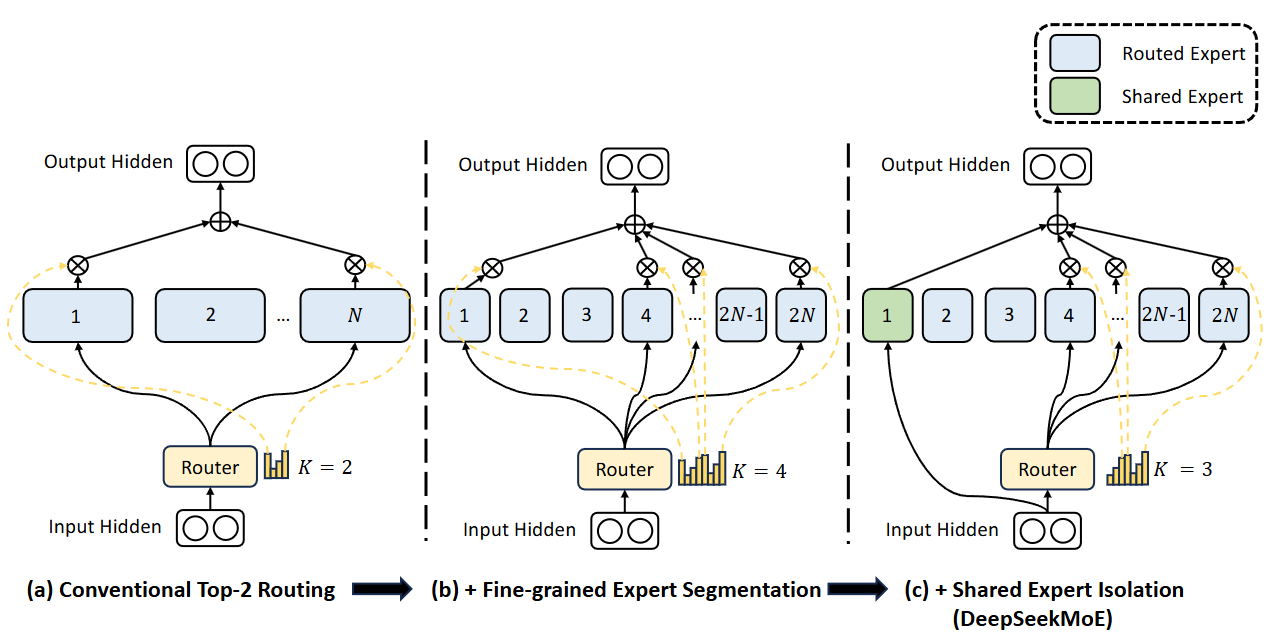 Routed Expert
Shared Expert
Output Hidden
1
2
...
N
Router
K = 2
Input Hidden
(a) Conventional Top-2 Routing
Output Hidden
1
2
3
4
...
2N-1
2N
Router
K = 4
Input Hidden
(b) + Fine-grained Expert Segmentation
Output Hidden
1
2
3
4
...
2N-1
2N
Router
K = 3
Input Hidden
(c) + Shared Expert Isolation
(DeepSeekMoE)